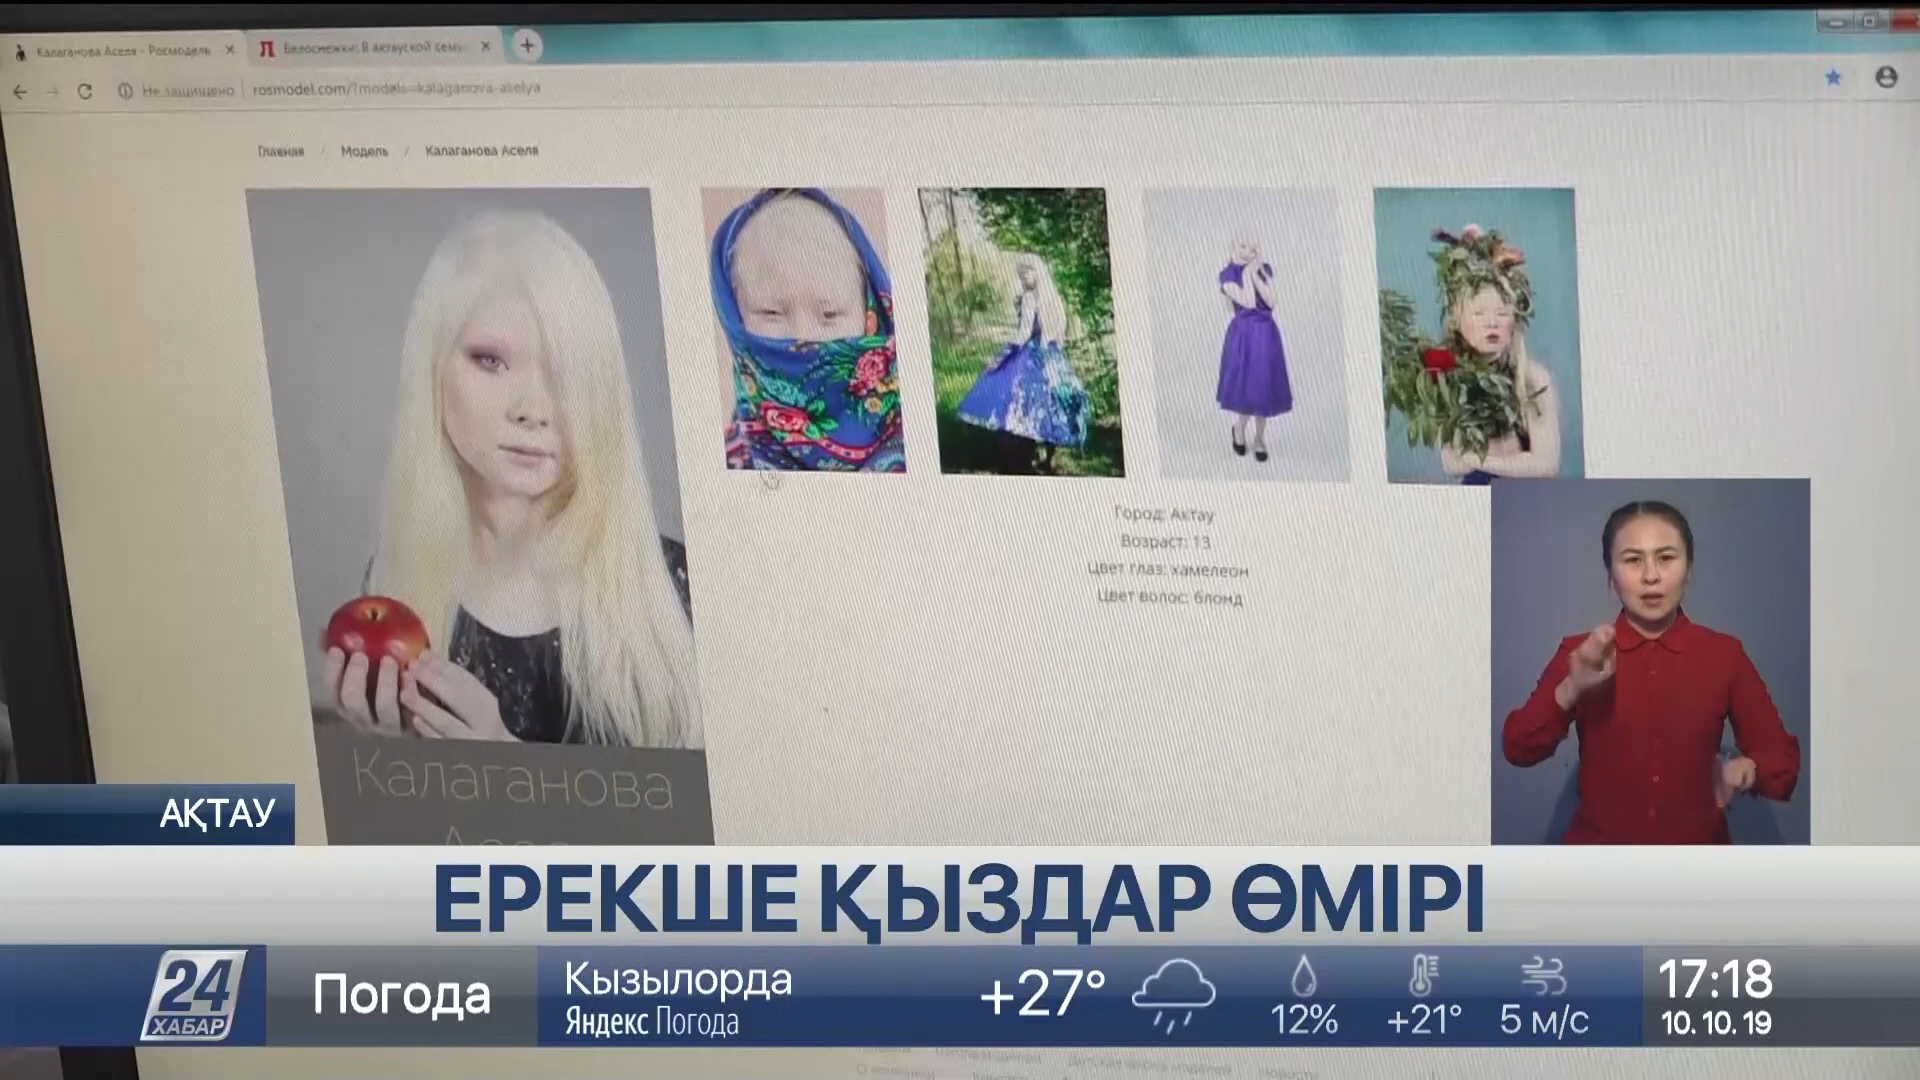 Калаганова Аселя - Росмодель
Белоснежки: В актауской семь
Не защищено rosmodel.com/?models=kalaganova-aselya
Главная / Модель / Калаганова Аселя
Город: Актау
Возраст: 13
Цвет глаз: хамелеон
Цвет волос: блонд
Калаганова
АҚТАУ
ЕРЕКШЕ ҚЫЗДАР ӨМІРІ
24 ХАБАР
Погода
Кызылорда
Яндекс Погода
+27°
12%
+21°
5 м/с
17:18
10. 10. 19